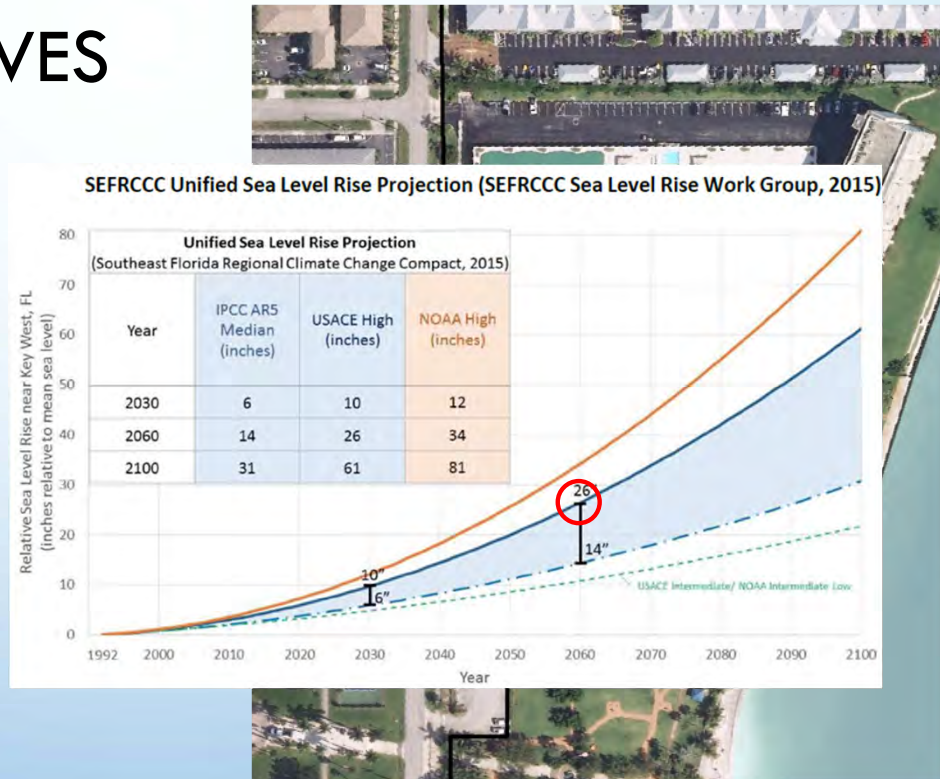 VES
SEFRCCC Unified Sea Level Rise Projection (SEFRCCC Sea Level Rise Work Group, 2015)
Relative Sea Level Rise near Key West, FL
(inches relative to mean sea level)
80
70
60
50
40
30
20
10
0
Unified Sea Level Rise Projection
(Southeast Florida Regional Climate Change Compact, 2015)
Year IPCC AR5 Median (inches) USACE High (inches) NOAA High (inches)
2030 6 10 12
2060 14 26 34
2100 31 61 81
26
14"
10"
6"
USACE Intermediate/ NOAA Intermediate Low
1992 2000 2010 2020 2030 2040 2050 2060 2070 2080 2090 2100
Year